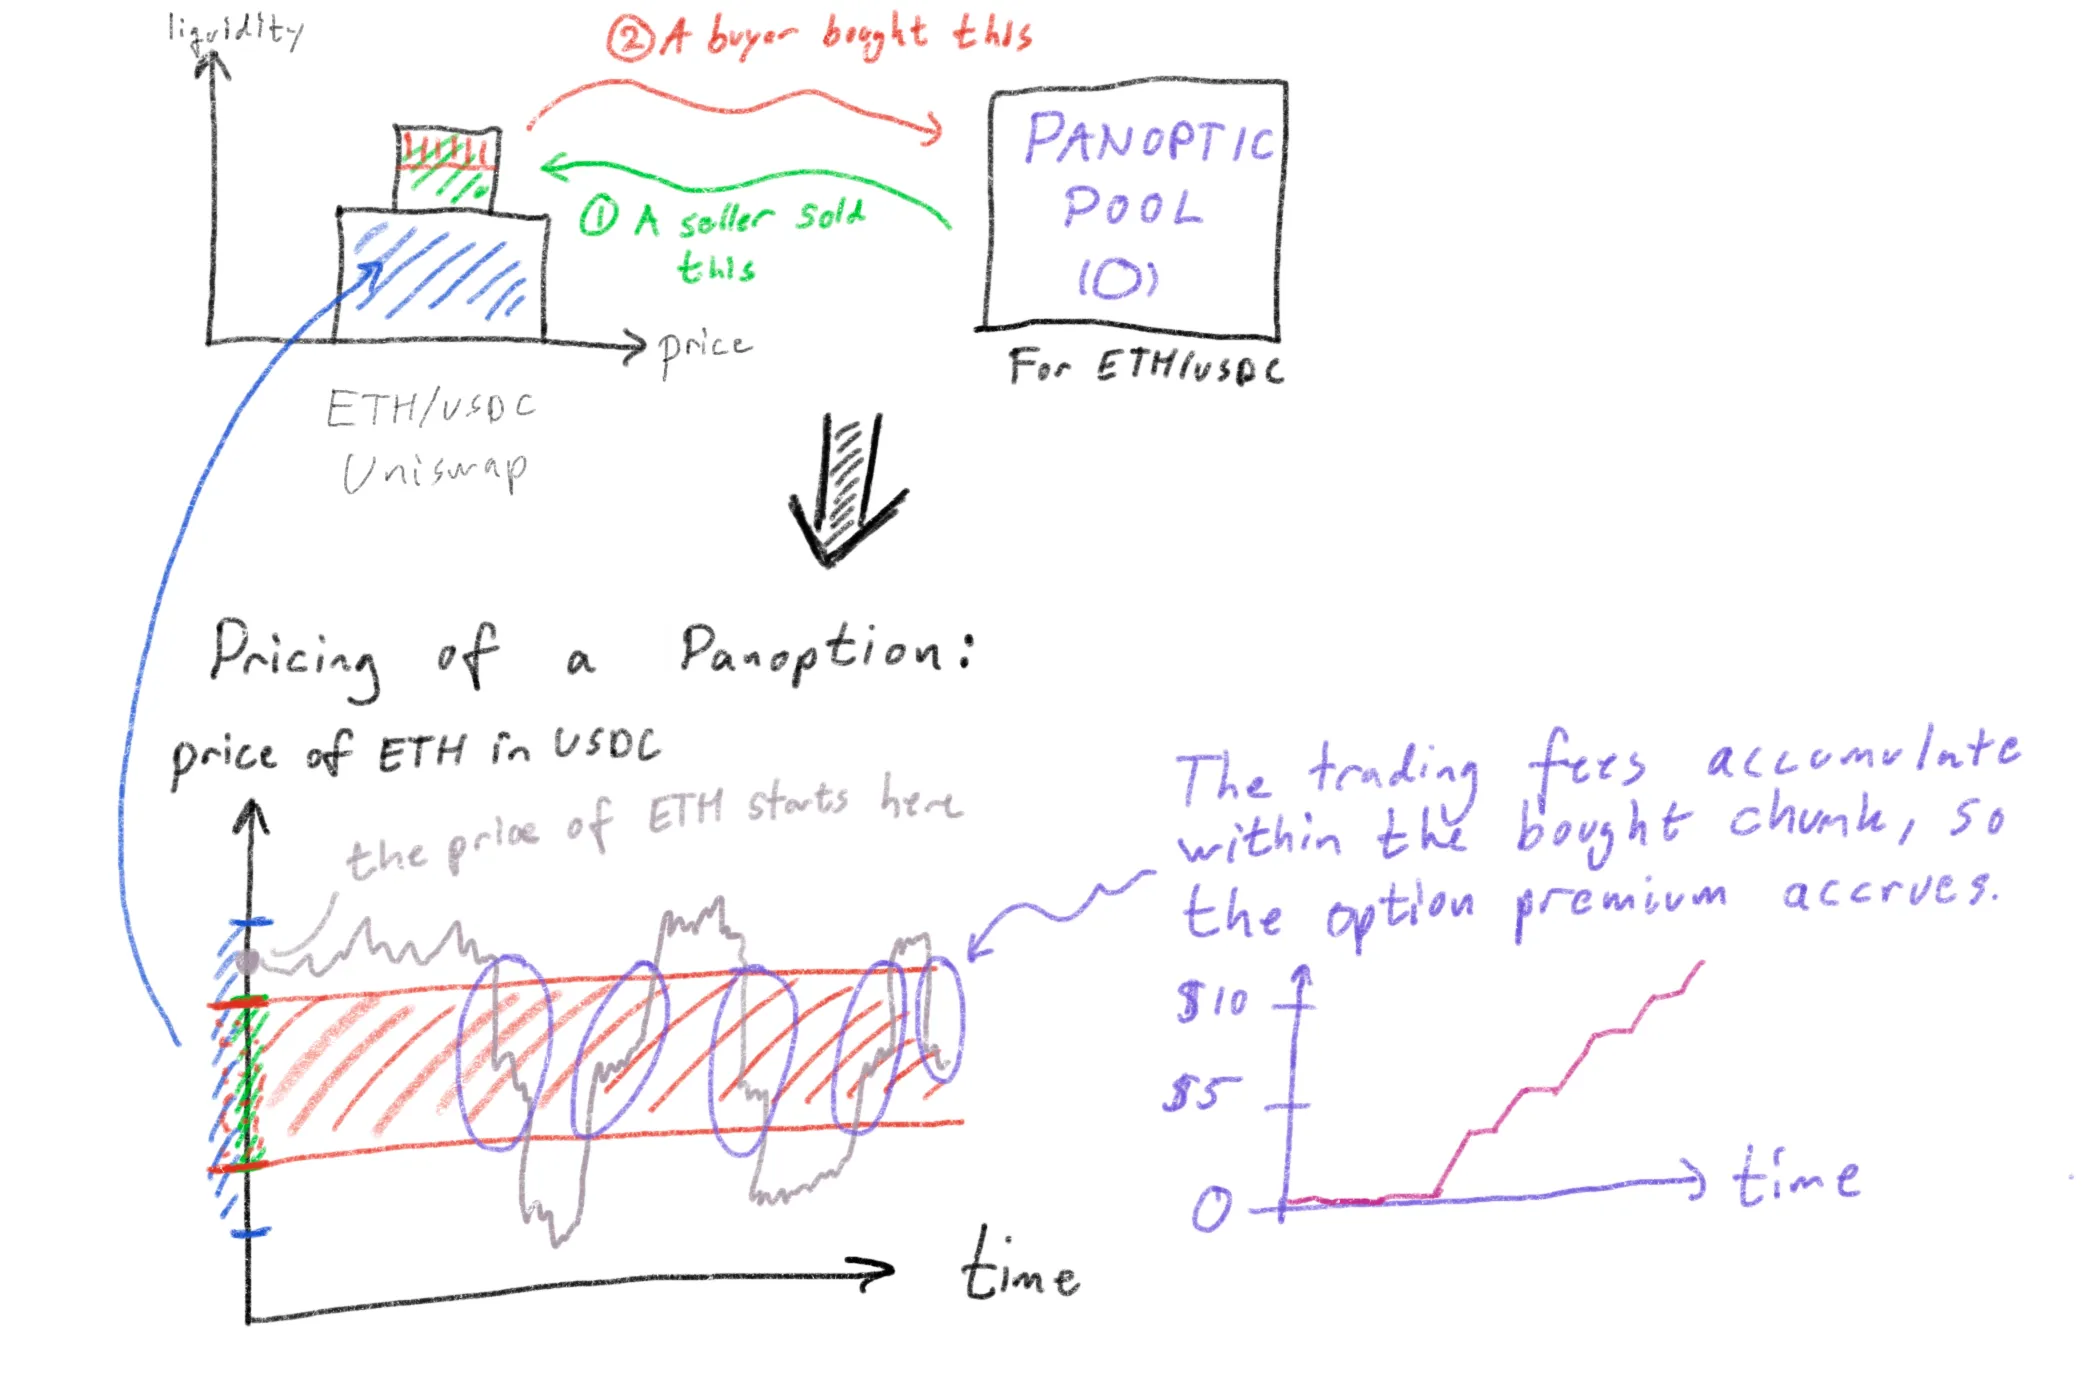 liquidity
② A buyer bought this
PANOPTIC
POOL
(O)
① A seller sold
this
price
For ETH/USDC
ETH/USDC
Uniswap
Pricing of a Panoption:
price of ETH in USDC
the price of ETH starts here
The trading fees accumulate
within the bought chunk, so
the option premium accrues.
$10
$5
0
time
time